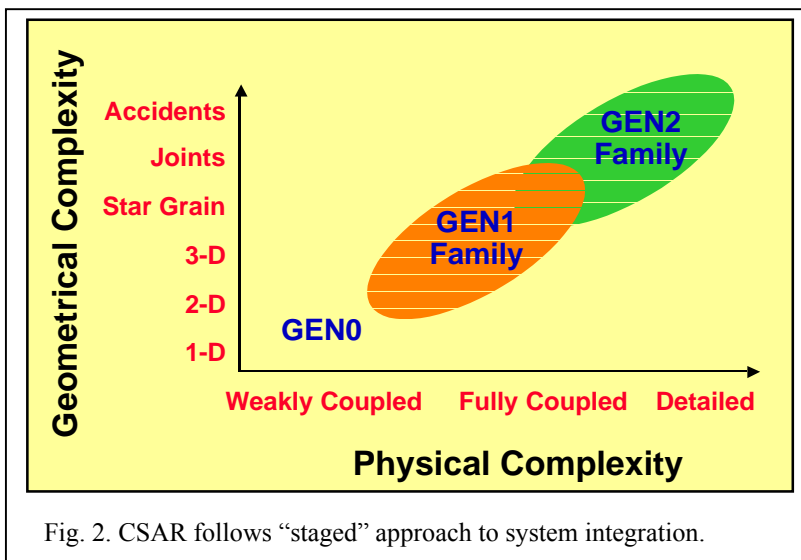 Geometrical Complexity
Accidents
Joints
Star Grain
3-D
2-D
1-D
GEN2
Family
GEN1
Family
GEN0
Weakly Coupled Fully Coupled Detailed
Physical Complexity
Fig. 2. CSAR follows “staged” approach to system integration.